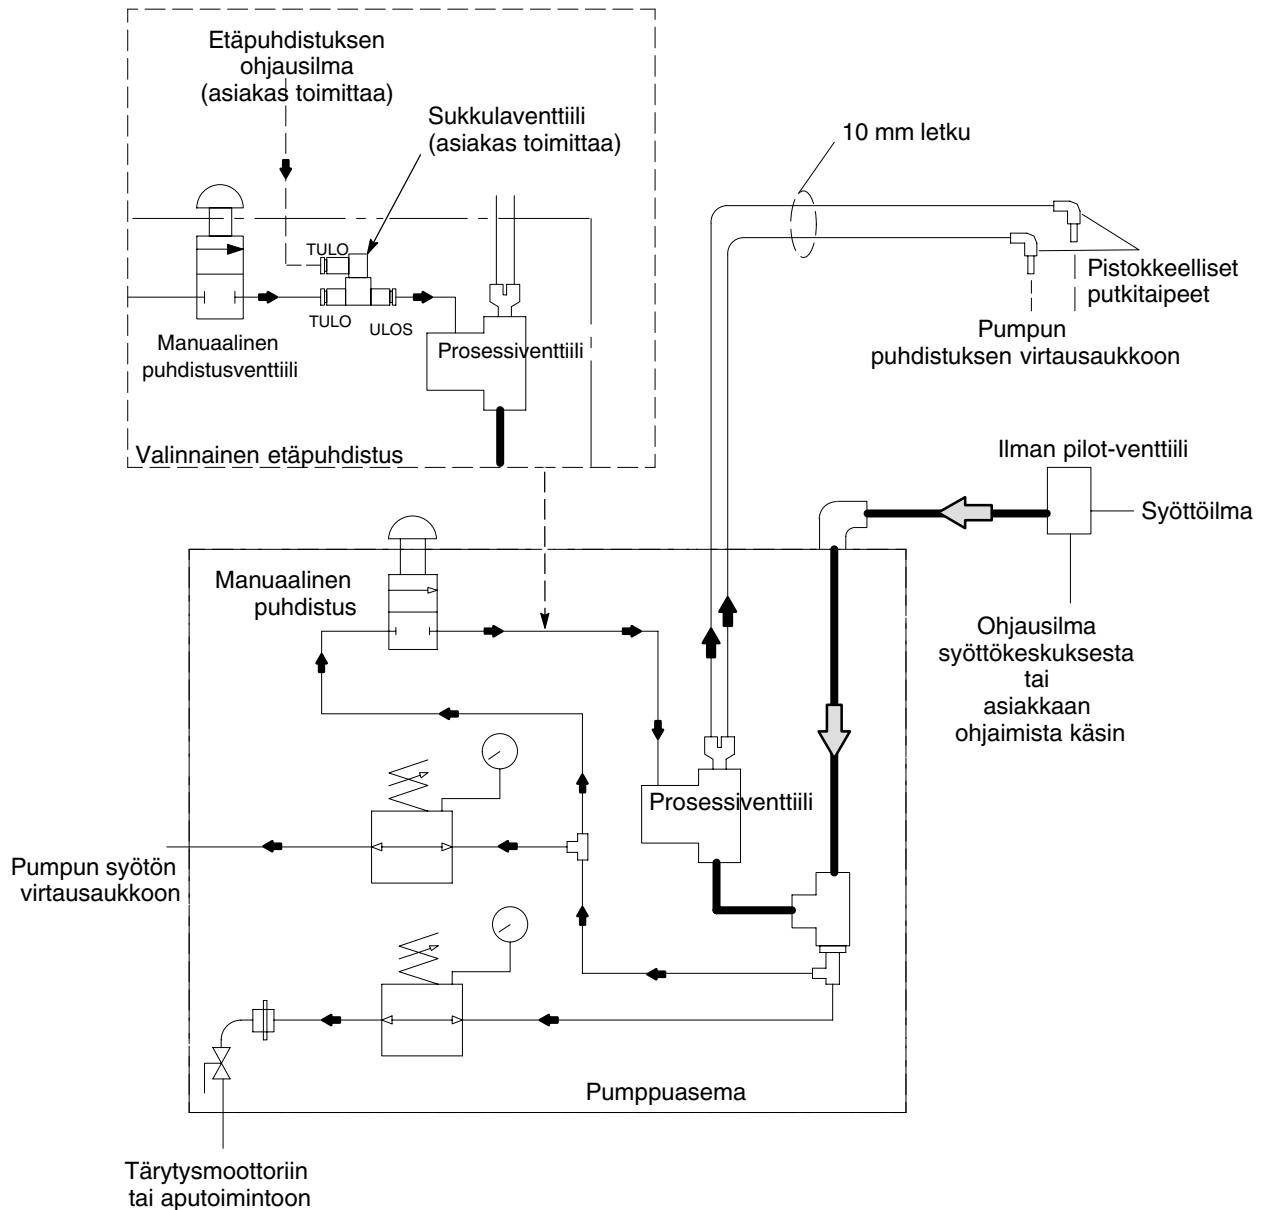 Etäpuhdistuksen
ohjausilma
(asiakas toimittaa)
Sukkulaventtiili
(asiakas toimittaa)
10 mm letku
TULO
TULO
ULOS
Manuaalinen
puhdistusventtiili
Prosessiventtiili
Valinnainen etäpuhdistus
Pistokkeelliset
putkitaipeet
Pumpun
puhdistuksen virtausaukkoon
Ilman pilot-venttiili
Syöttöilma
Manuaalinen
puhdistus
Ohjausilma
syöttökeskuksesta
tai
asiakkaan
ohjaimista käsin
Prosessiventtiili
Pumpun syötön
virtausaukkoon
Pumppuasema
Tärytysmoottoriin
tai aputoimintoon